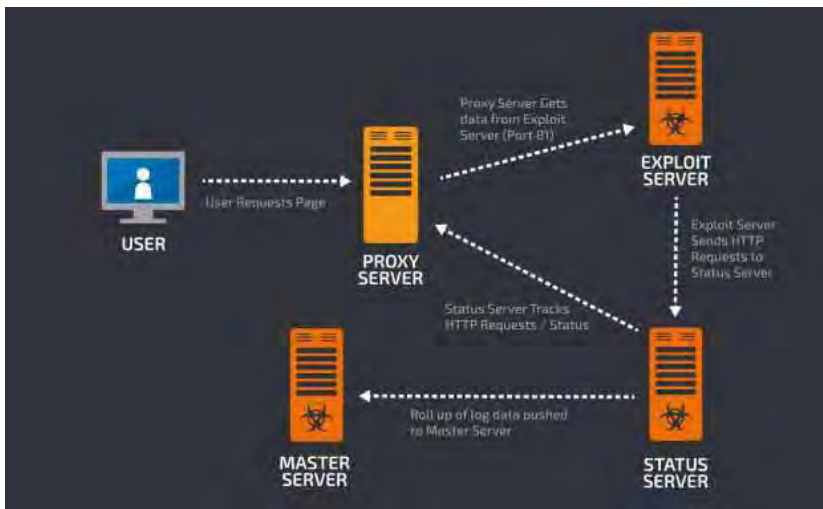 Proxy Server Gets
data from Exploit
Server (Port 81)
EXPLOIT
SERVER
User Requests Page
USER
PROXY
SERVER
Exploit Server
Sends HTTP
Requests to
Status Server
Status Server Tracks
HTTP Requests / Status
Roll up of log data pushed
to Master Server
MASTER
SERVER
STATUS
SERVER